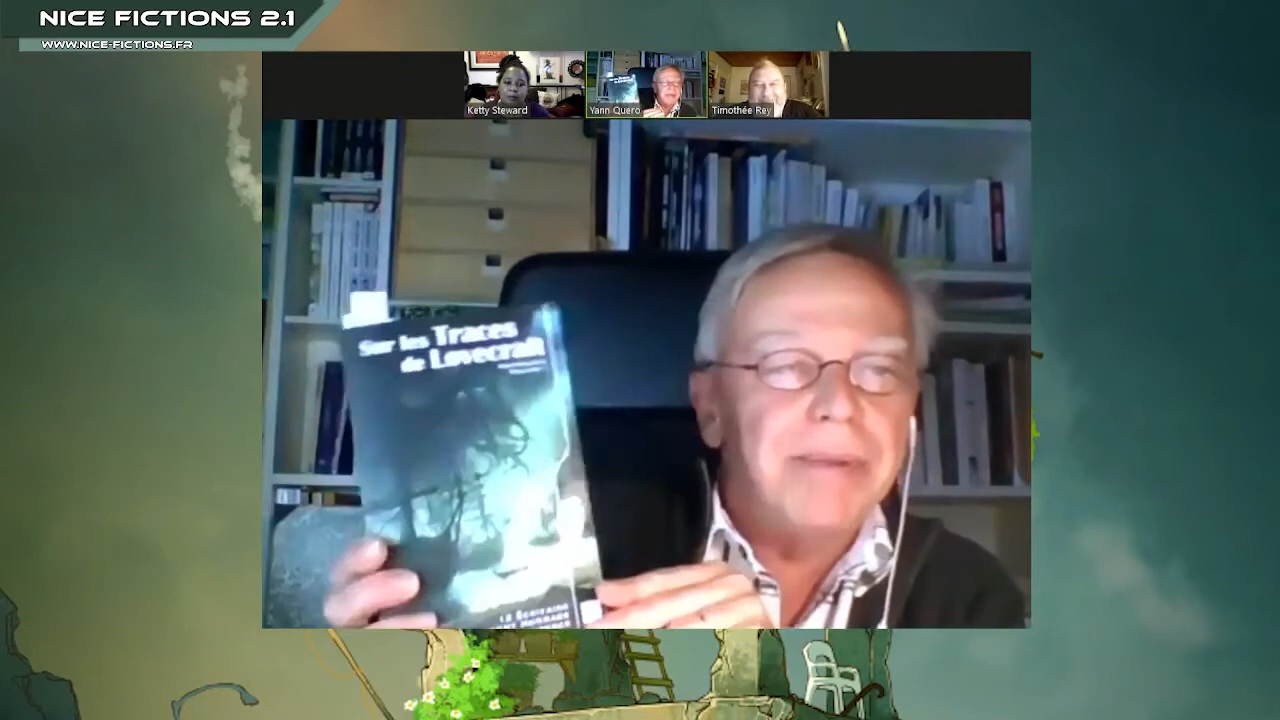 NICE FICTIONS 2.1
WWW.NICE-FICTIONS.FR
Ketty Steward
Yann Quero
Timothée Rey
Sur les Traces
de Lovecraft